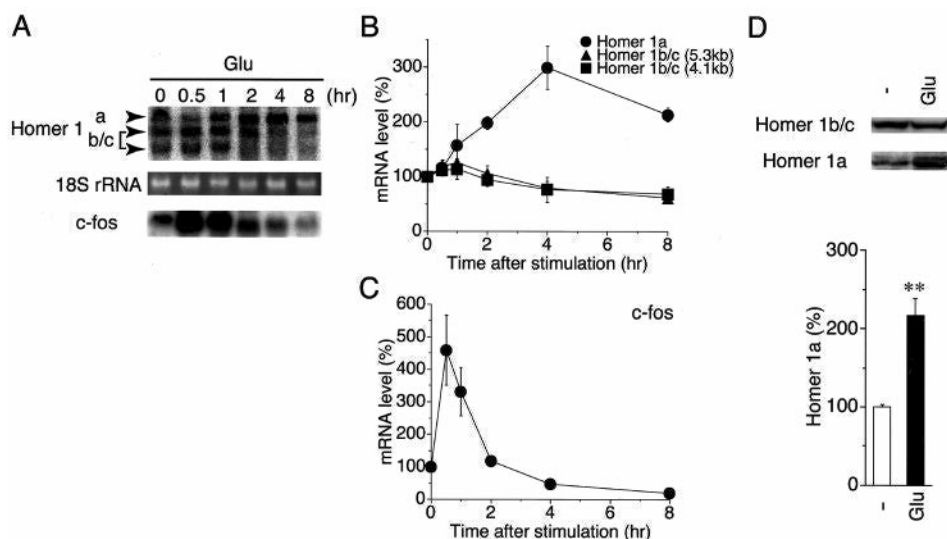 A
Glu
0 0.5 1 2 4 8 (hr)
Homer 1
a
b/c
18S rRNA
c-fos
B
Homer 1a
Homer 1b/c (5.3kb)
Homer 1b/c (4.1kb)
mRNA level (%)
300
200
100
0
0 2 4 6 8
Time after stimulation (hr)
C
c-fos
mRNA level (%)
600
500
400
300
200
100
0
0 2 4 6 8
Time after stimulation (hr)
D
- Glu
Homer 1b/c
Homer 1a
Homer 1a (%)
300
200
100
0
**
- Glu